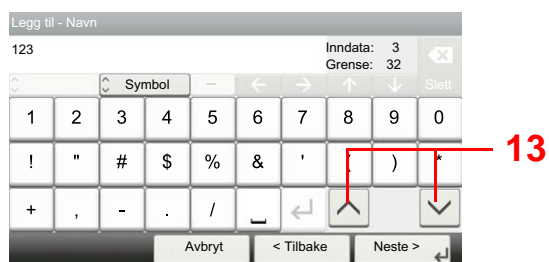 Legg til - Navn
123 Inndata: 3
Grense: 32
Symbol - Slett
1 2 3 4 5 6 7 8 9 0
! " # $ % & ' ( ) *
+ , - . / _
13
Avbryt < Tilbake Neste >